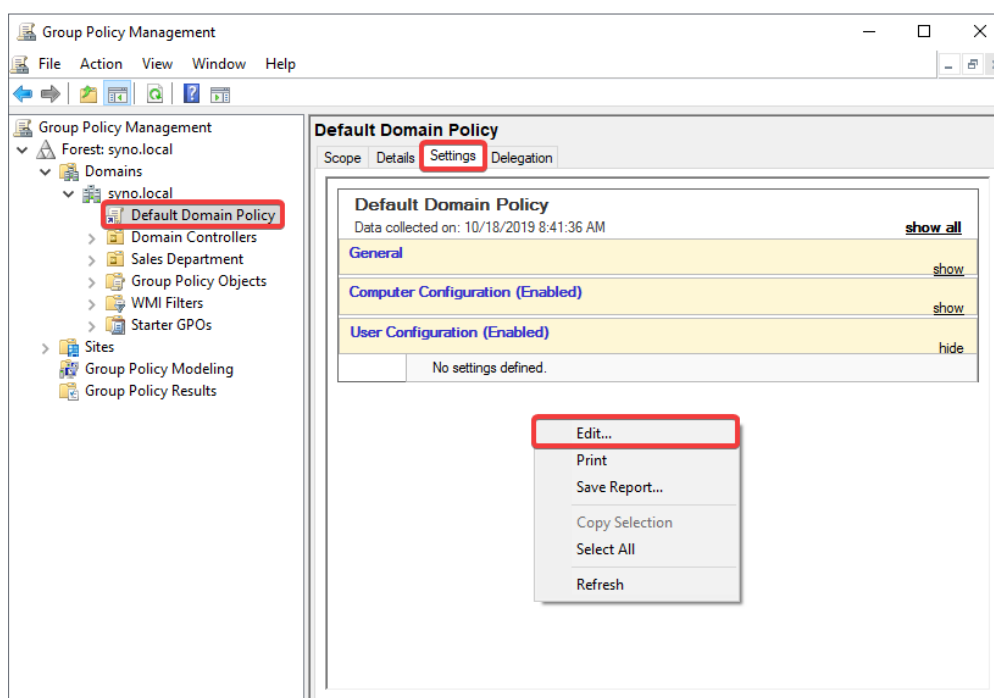 Group Policy Management
File Action View Window Help
Group Policy Management
Forest: syno.local
Domains
syno.local
Default Domain Policy
Domain Controllers
Sales Department
Group Policy Objects
WMI Filters
Starter GPOs
Sites
Group Policy Modeling
Group Policy Results
Default Domain Policy
Scope Details Settings Delegation
Default Domain Policy
Data collected on: 10/18/2019 8:41:36 AM
show all
General
show
Computer Configuration (Enabled)
show
User Configuration (Enabled)
hide
No settings defined.
Edit...
Print
Save Report...
Copy Selection
Select All
Refresh